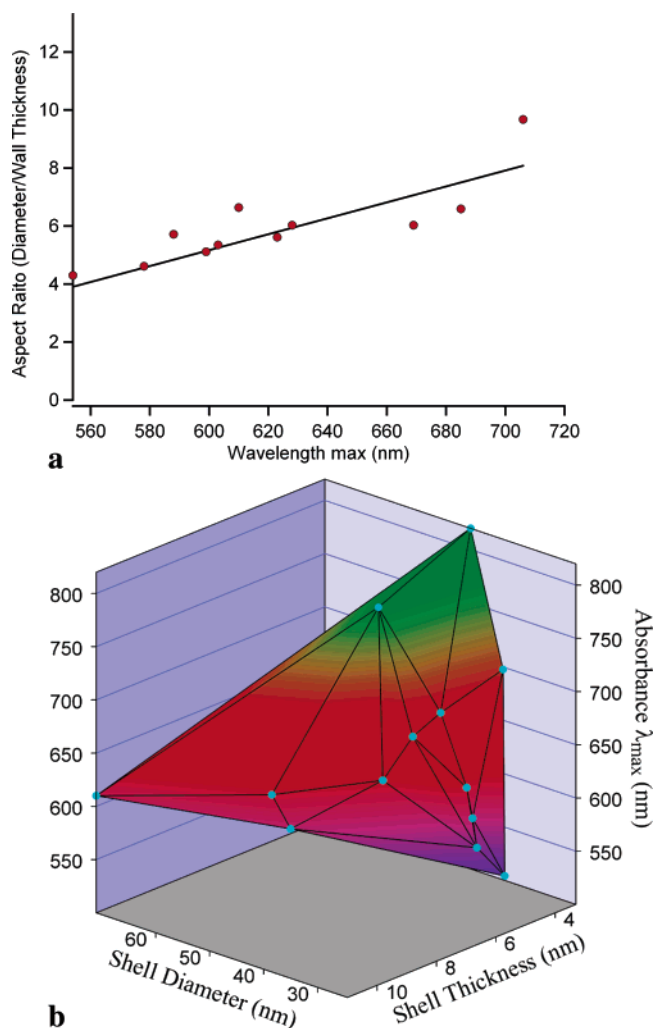 12
10
8
6
4
2
0
Aspect Raito (Diameter/Wall Thickness)
560 580 600 620 640 660 680 700 720
Wavelength max (nm)
a
800
750
700
650
600
550
800
750
700
650
600
550
Absorbance λmax (nm)
60 50 40 30
Shell Diameter (nm)
10 8 6 4
Shell Thickness (nm)
b